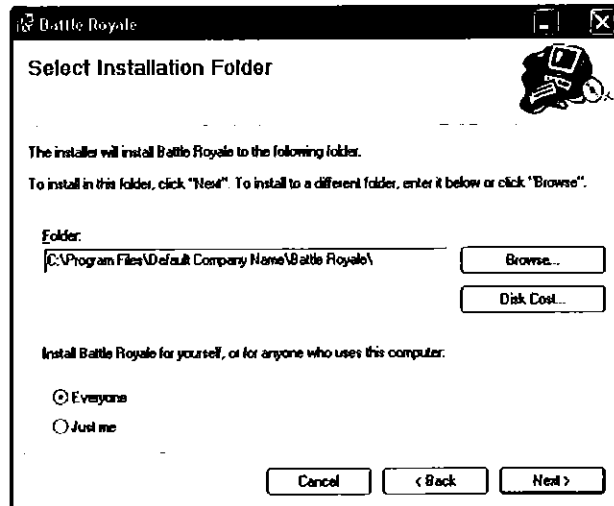 Battle Royale
Select Installation Folder
The installer will install Battle Royale to the following folder.
To install in this folder, click "Next". To install to a different folder, enter it below or click "Browse".
Folder:
C:\Program Files\Default Company Name\Battle Royale\
Browse...
Disk Cost...
Install Battle Royale for yourself, or for anyone who uses this computer:
Everyone
Just me
Cancel
< Back
Next >